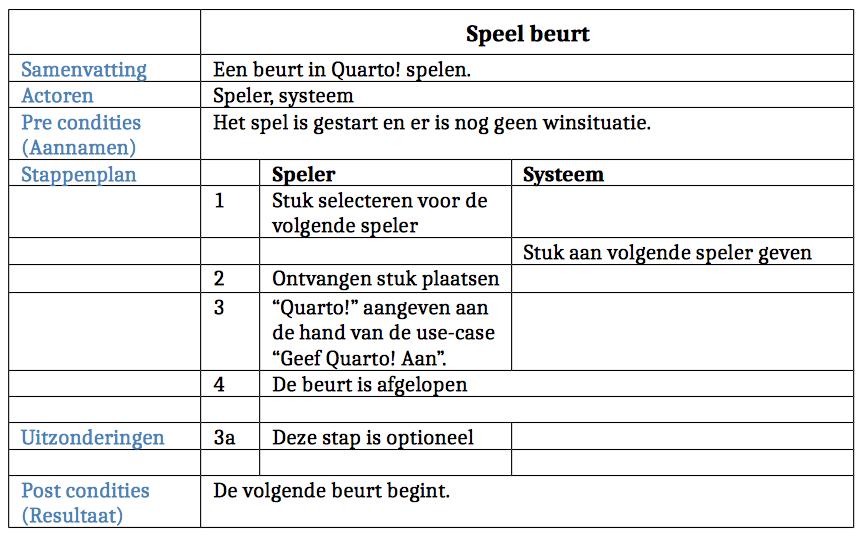 Speel beurt
Samenvatting Een beurt in Quarto! spelen.
Actoren Speler, systeem
Pre condities Het spel is gestart en er is nog geen winsituatie.
(Aannamen)
Stappenplan Speler Systeem
1 Stuk selecteren voor de
volgende speler
Stuk aan volgende speler geven
2 Ontvangen stuk plaatsen
3 “Quarto!” aangeven aan
de hand van de use-case
“Geef Quarto! Aan”.
4 De beurt is afgelopen
Uitzonderingen 3a Deze stap is optioneel
Post condities De volgende beurt begint.
(Resultaat)